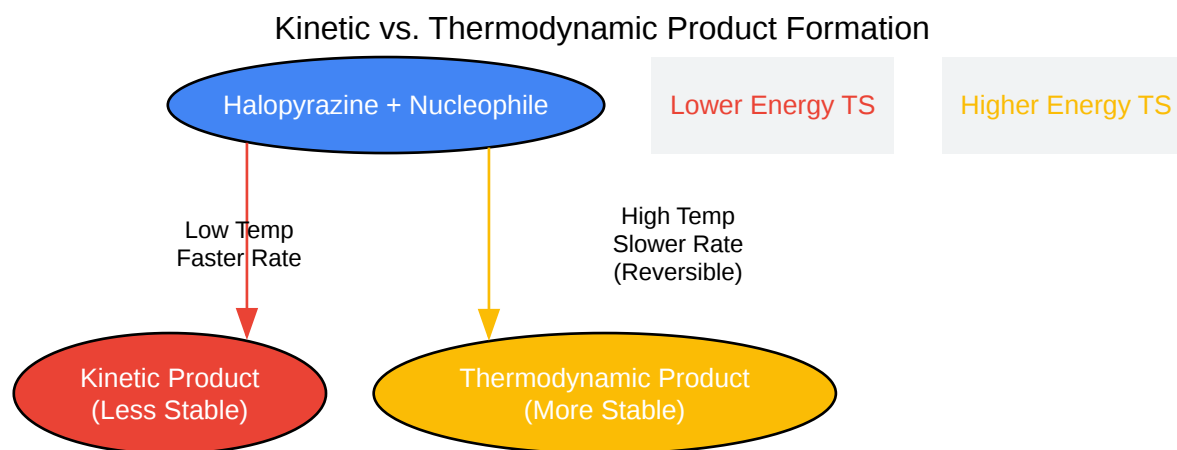 Kinetic vs. Thermodynamic Product Formation
Halopyrazine + Nucleophile
Lower Energy TS
Higher Energy TS
Low Temp
Faster Rate
High Temp
Slower Rate
(Reversible)
Kinetic Product
(Less Stable)
Thermodynamic Product
(More Stable)